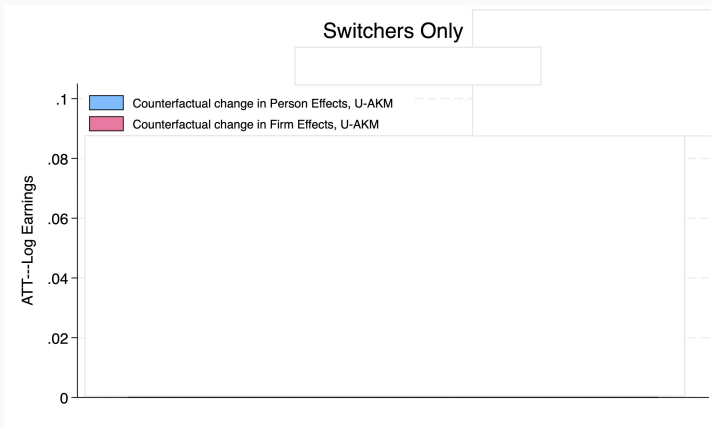 Switchers Only
.1
Counterfactual change in Person Effects, U-AKM
Counterfactual change in Firm Effects, U-AKM
.08
.06
.04
.02
0
ATT---Log Earnings